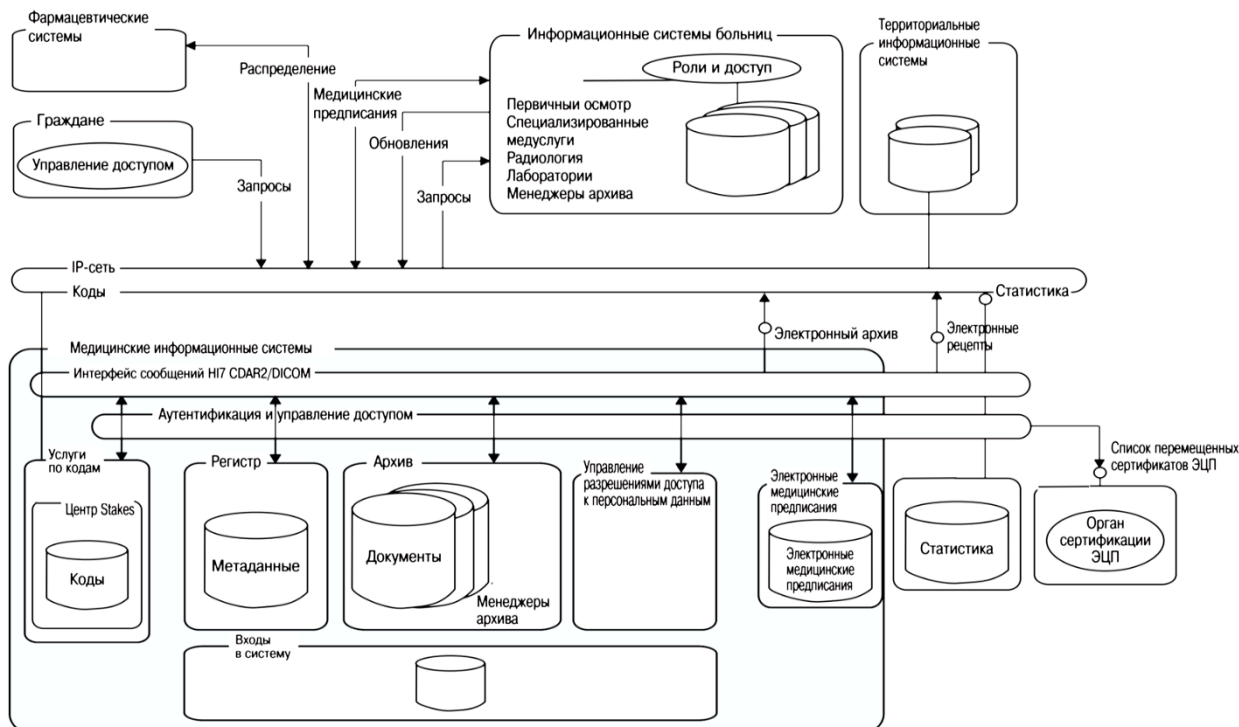 Фармацевтические
системы
Распределение
Граждане
Управление доступом
Запросы
Медицинские
предписания
Обновления
Запросы
Информационные системы больниц
Роли и доступ
Первичный осмотр
Специализированные
медуслуги
Радиология
Лаборатории
Менеджеры архива
Территориальные
информационные
системы
IP-сеть
Коды
Статистика
Электронный архив
Электронные
рецепты
Медицинские информационные системы
Интерфейс сообщений HI7 CDAR2/DICOM
Аутентификация и управление доступом
Список перемещенных
сертификатов ЭЦП
Услуги
по кодам
Центр Stakes
Коды
Регистр
Метаданные
Архив
Документы
Менеджеры
архива
Управление
разрешениями доступа
к персональным данным
Электронные
медицинские
предписания
Электронные
медицинские
предписания
Статистика
Орган
сертификации
ЭЦП
Входы
в систему